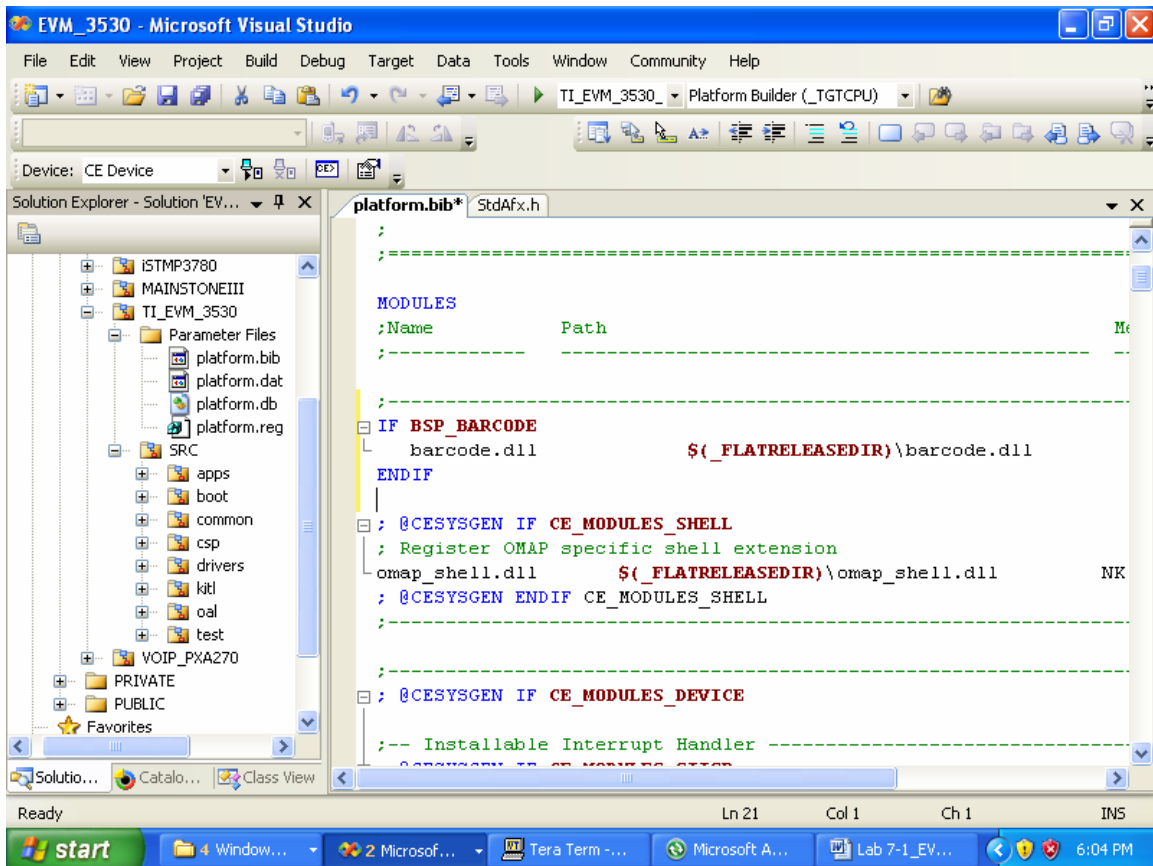 EVM_3530 - Microsoft Visual Studio
File Edit View Project Build Debug Target Data Tools Window Community Help
TI_EVM_3530_ Platform Builder (_TGTCPU)
Device: CE Device
Solution Explorer - Solution 'EV...
iSTMP3780
MAINSTONEIII
TI_EVM_3530
Parameter Files
platform.bib
platform.dat
platform.db
platform.reg
SRC
apps
boot
common
csp
drivers
kitl
oal
test
VOIP_PXA270
PRIVATE
PUBLIC
Favorites
Solutio... Catalo... Class View
platform.bib* StdAfx.h
;
;==========================================================
MODULES
;Name Path Me
;------------ ------------------------------------------------- --
;----------------------------------------------------------
IF BSP_BARCODE
barcode.dll $(_FLATRELEASEDIR)\barcode.dll
ENDIF
; @CESYSGEN IF CE_MODULES_SHELL
; Register OMAP specific shell extension
omap_shell.dll $(_FLATRELEASEDIR)\omap_shell.dll NK
; @CESYSGEN ENDIF CE_MODULES_SHELL
;----------------------------------------------------------
;----------------------------------------------------------
; @CESYSGEN IF CE_MODULES_DEVICE
;-- Installable Interrupt Handler ---------------------------------
Ready Ln 21 Col 1 Ch 1 INS
start 4 Window... 2 Microsof... Tera Term -... Microsoft A... Lab 7-1_EV... 6:04 PM